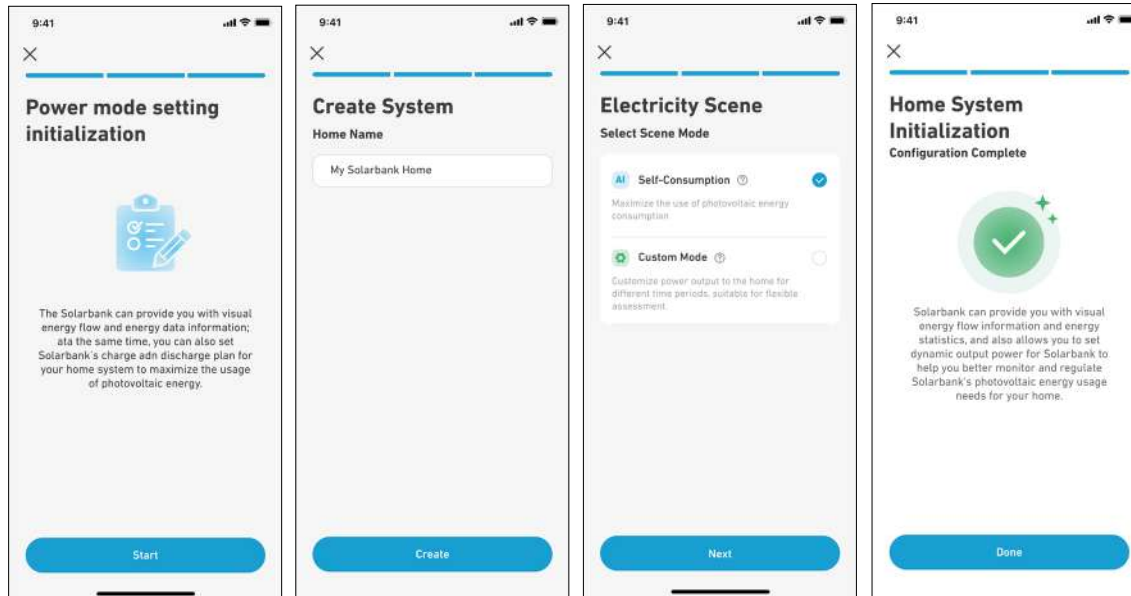 9:41
Power mode setting
initialization
The Solarbank can provide you with visual
energy flow and energy data information;
ata the same time, you can also set
Solarbank's charge adn discharge plan for
your home system to maximize the usage
of photovoltaic energy.
Start
9:41
Create System
Home Name
My Solarbank Home
Create
9:41
Electricity Scene
Select Scene Mode
AI Self-Consumption ?
Maximize the use of photovoltaic energy
consumption
Custom Mode ?
Customize power output to the home for
different time periods, suitable for flexible
assessment.
Next
9:41
Home System
Initialization
Configuration Complete
Solarbank can provide you with visual
energy flow information and energy
statistics, and also allows you to set
dynamic output power for Solarbank to
help you better monitor and regulate
Solarbank's photovoltaic energy usage
needs for your home.
Done